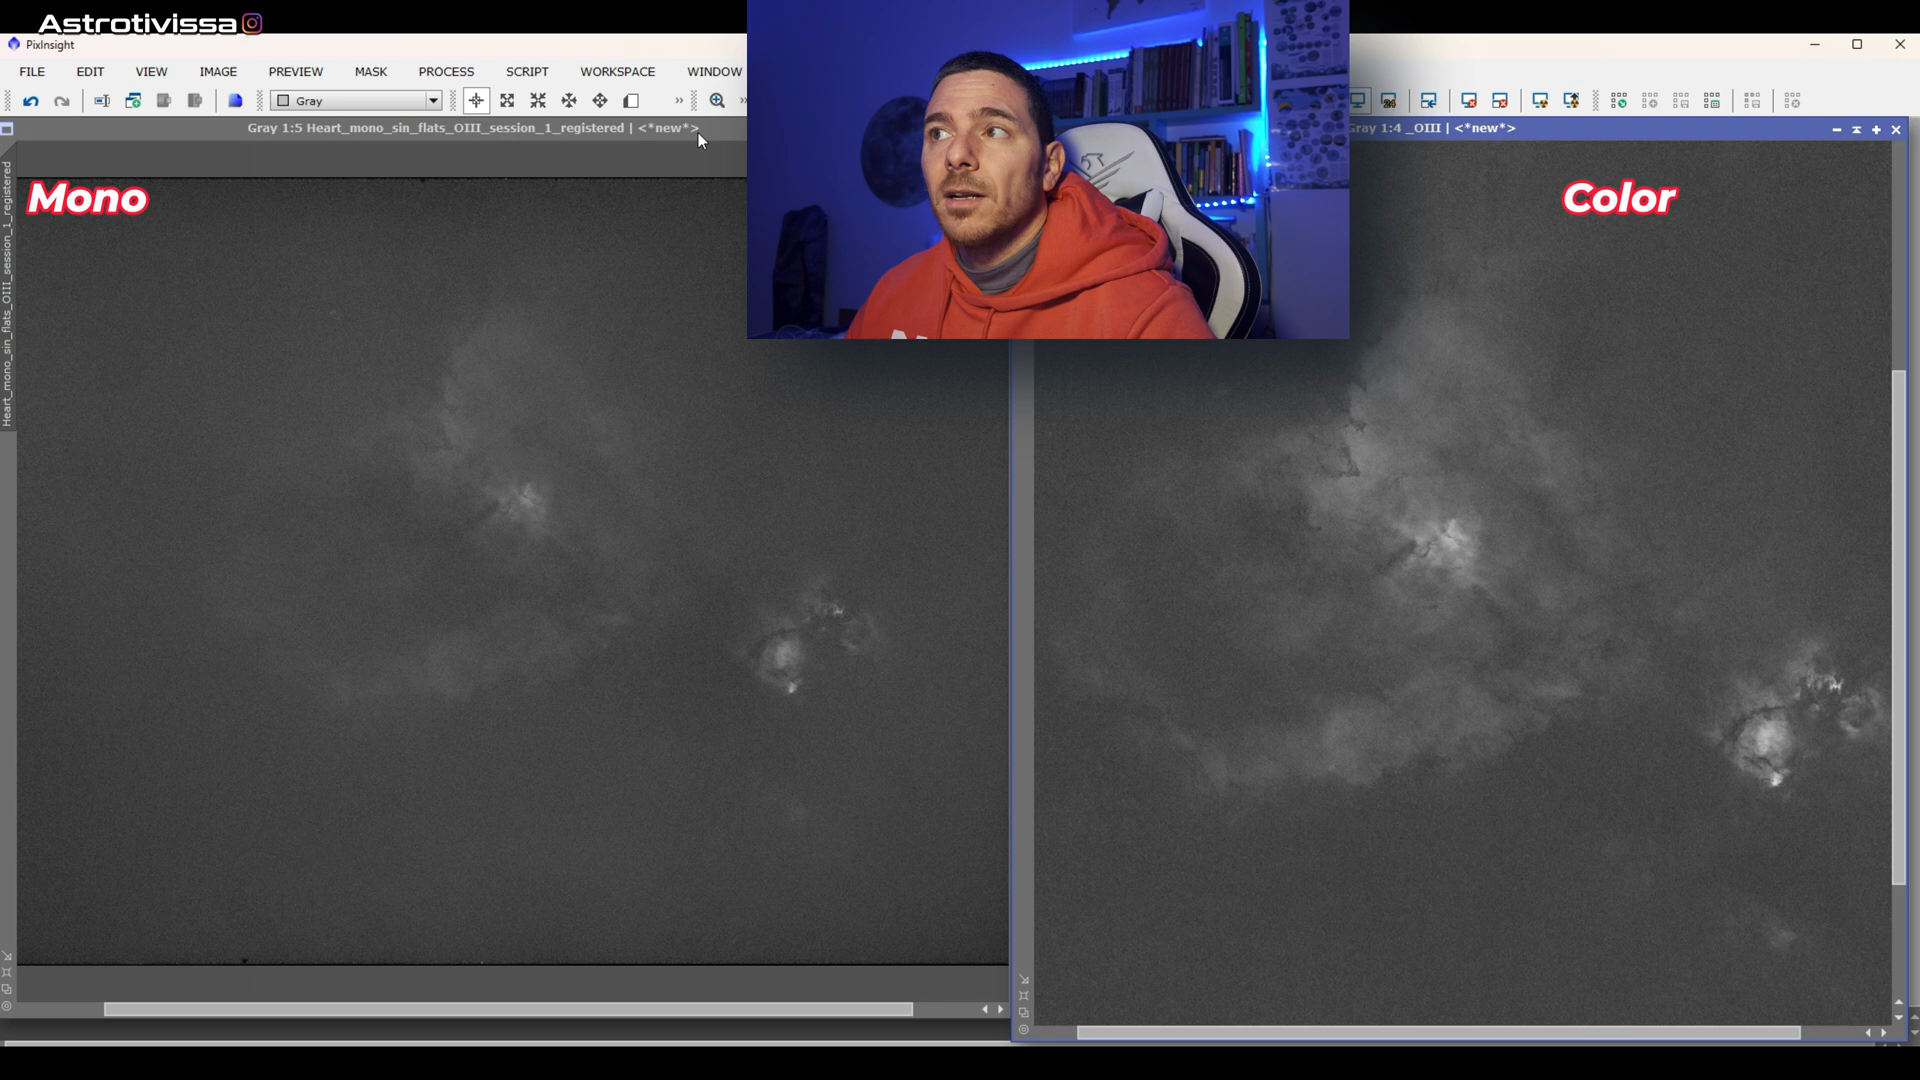 Astrotivissa
PixInsight
FILE EDIT VIEW IMAGE PREVIEW MASK PROCESS SCRIPT WORKSPACE WINDOW
Gray
Gray 1:5 Heart_mono_sin_flats_OIII_session_1_registered | <*new*>
Gray 1:4 _OIII | <*new*>
Heart_mono_sin_flats_OIII_session_1_registered
Mono
Color